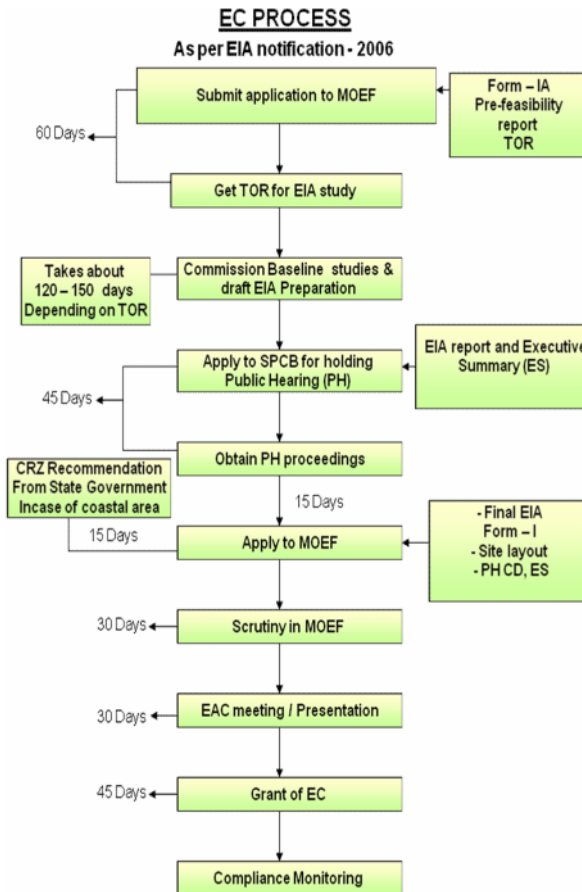 EC PROCESS
As per EIA notification - 2006
Submit application to MOEF
Form – IA
Pre-feasibility
report
TOR
60 Days
Get TOR for EIA study
Takes about
120 – 150 days
Depending on TOR
Commission Baseline studies &
draft EIA Preparation
Apply to SPCB for holding
Public Hearing (PH)
EIA report and Executive
Summary (ES)
45 Days
Obtain PH proceedings
CRZ Recommendation
From State Government
Incase of coastal area
15 Days
15 Days
Apply to MOEF
- Final EIA
Form – I
- Site layout
- PH CD, ES
30 Days
Scrutiny in MOEF
30 Days
EAC meeting / Presentation
45 Days
Grant of EC
Compliance Monitoring